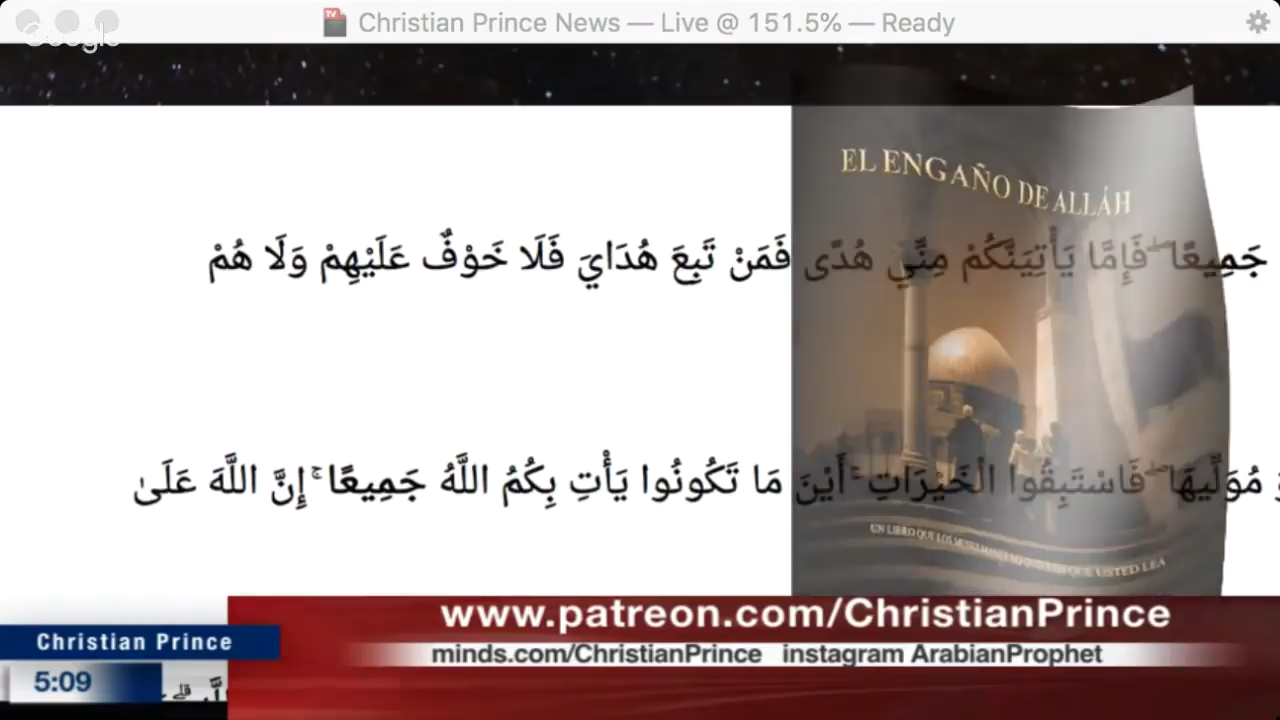 Christian Prince News — Live @ 151.5% — Ready
Google
EL ENGAÑO DE ALLÁH
جَمِيعًا ۖ فَإِمَّا يَأْتِيَنَّكُمْ مِنِّي هُدًى فَمَنْ تَبِعَ هُدَايَ فَلَا خَوْفٌ عَلَيْهِمْ وَلَا هُمْ
مُوَلِّيهَا ۖ فَاسْتَبِقُوا الْخَيْرَاتِ ۚ أَيْنَ مَا تَكُونُوا يَأْتِ بِكُمُ اللَّهُ جَمِيعًا ۚ إِنَّ اللَّهَ عَلَىٰ
UN LIBRO QUE LOS MUSULMANES NO QUIEREN QUE USTED LEA
www.patreon.com/ChristianPrince
Christian Prince
minds.com/ChristianPrince instagram ArabianProphet
5:09